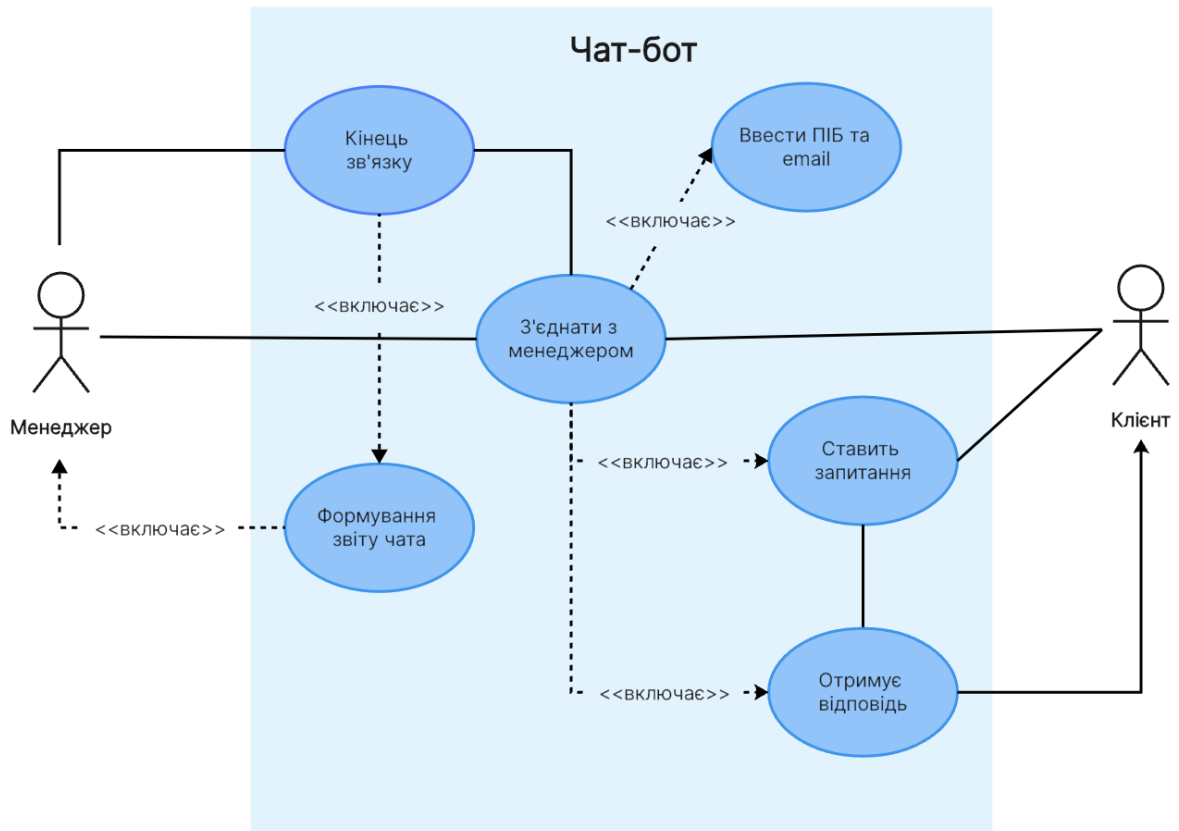 Чат-бот
Кінець
зв'язку
Ввести ПІБ та
email
<<включає>>
<<включає>>
З'єднати з
менеджером
Менеджер
Клієнт
Ставить
запитання
<<включає>>
Формування
звіту чата
<<включає>>
Отримує
відповідь
<<включає>>